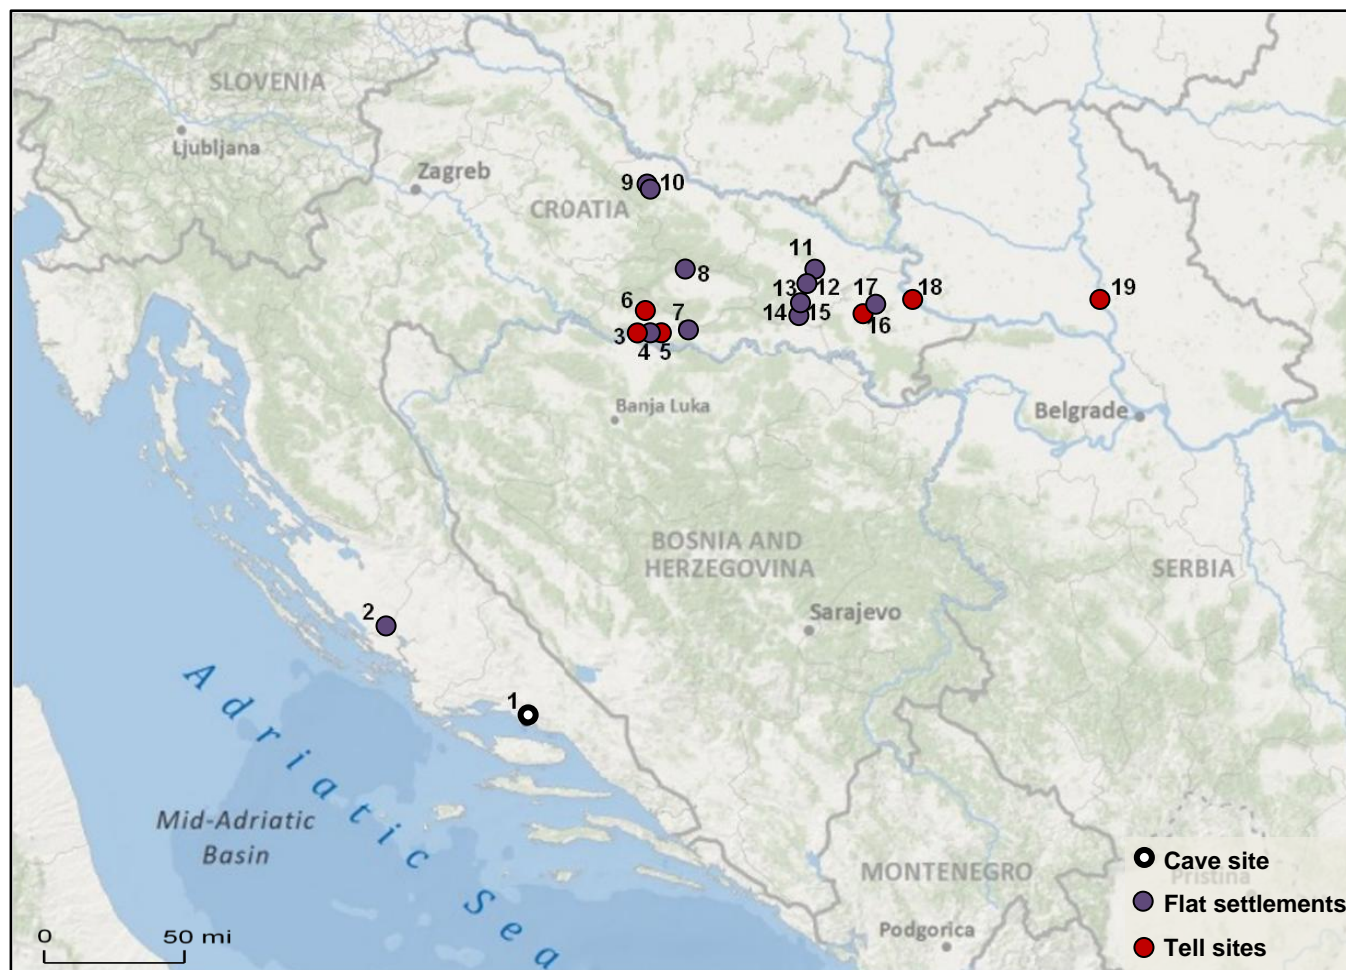 SLOVENIA
Ljubljana
Zagreb
9 10
CROATIA
11
8
13 12
17 18 19
6
7
14 15
16
3
4 5
Banja Luka
Belgrade
BOSNIA AND
HERZEGOVINA
SERBIA
2
Sarajevo
1
Adriatic Sea
Mid-Adriatic
Basin
MONTENEGRO
Podgorica
Pristina
Cave site
Flat settlements
Tell sites
0 50 mi